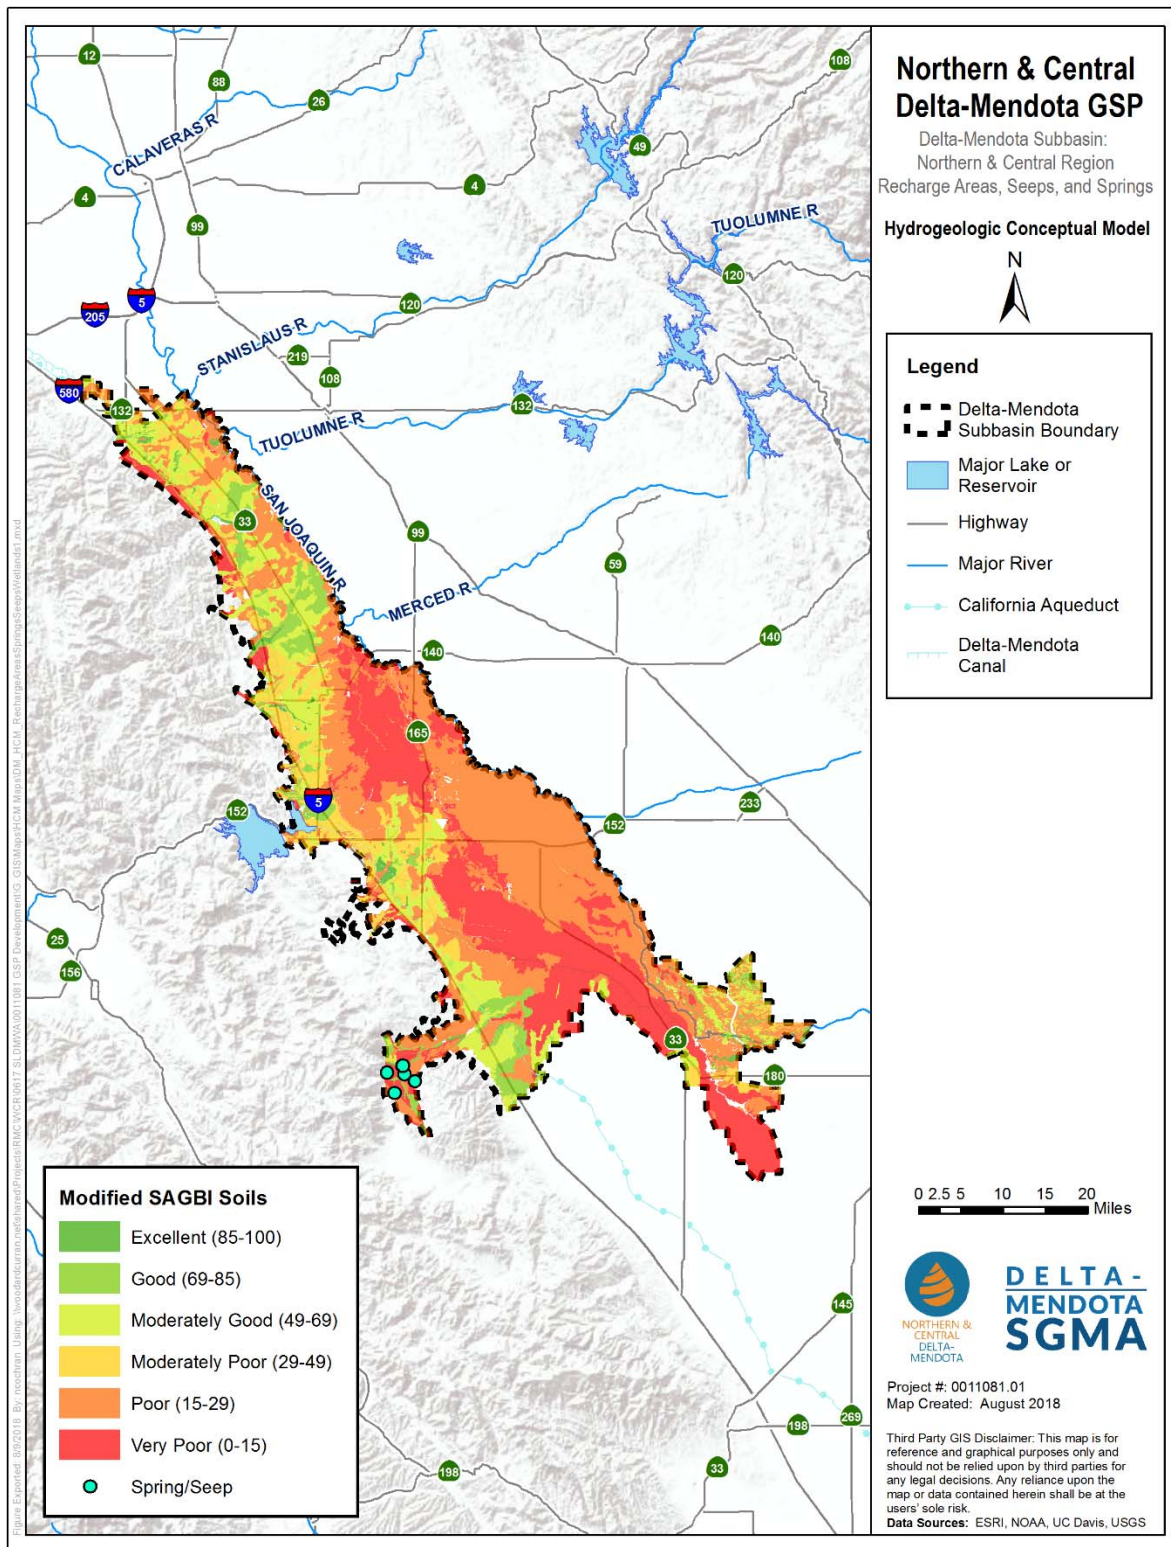 Northern & Central
Delta-Mendota GSP
Delta-Mendota Subbasin:
Northern & Central Region
Recharge Areas, Seeps, and Springs
Hydrogeologic Conceptual Model
N
Legend
Delta-Mendota
Subbasin Boundary
Major Lake or
Reservoir
Highway
Major River
California Aqueduct
Delta-Mendota
Canal
12
88
26
108
49
CALAVERAS R
4
4
99
TUOLUMNE R
120
5
205
120
STANISLAUS R
219
108
580
132
132
TUOLUMNE R
SAN JOAQUIN R
33
99
59
MERCED R
140
140
165
5
152
233
152
25
156
33
180
145
269
198
33
198
Modified SAGBI Soils
Excellent (85-100)
Good (69-85)
Moderately Good (49-69)
Moderately Poor (29-49)
Poor (15-29)
Very Poor (0-15)
Spring/Seep
0 2.5 5 10 15 20
Miles
NORTHERN &
CENTRAL
DELTA-
MENDOTA
DELTA-
MENDOTA
SGMA
Project #: 0011081.01
Map Created: August 2018
Third Party GIS Disclaimer: This map is for
reference and graphical purposes only and
should not be relied upon by third parties for
any legal decisions. Any reliance upon the
map or data contained herein shall be at the
users' sole risk.
Data Sources: ESRI, NOAA, UC Davis, USGS
Figure Exported: 8/9/2018 By: ncochran Using: